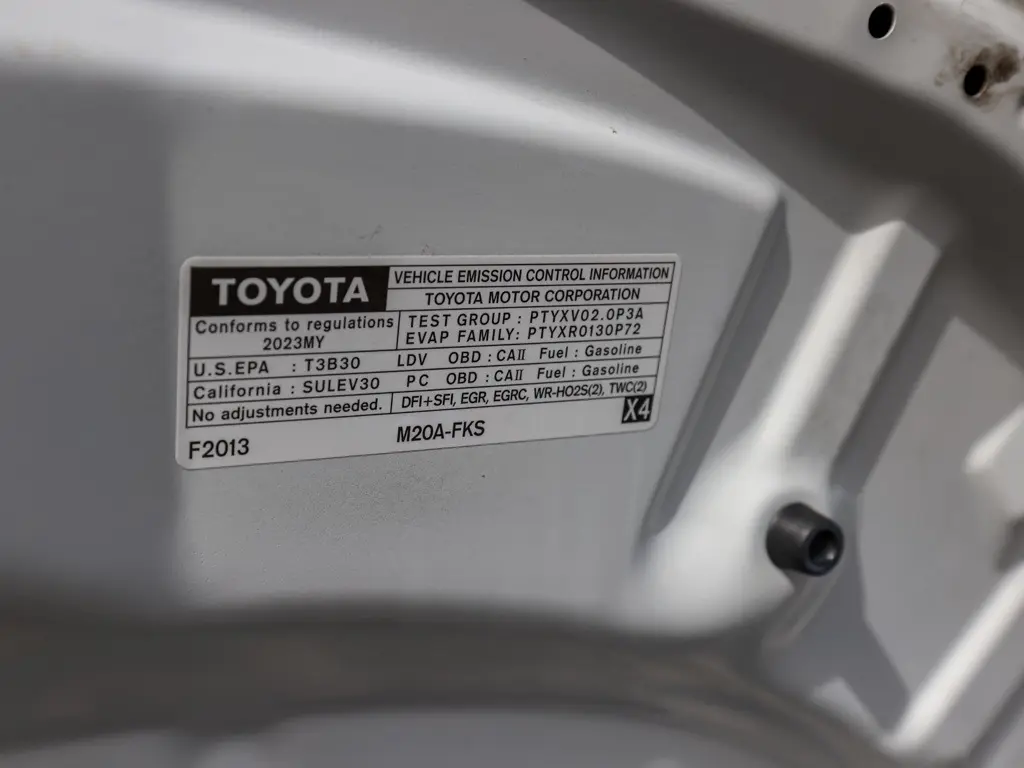 TOYOTA
VEHICLE EMISSION CONTROL INFORMATION
TOYOTA MOTOR CORPORATION
Conforms to regulations
2023MY
TEST GROUP : PTYXV02.0P3A
EVAP FAMILY: PTYXR0130P72
U.S.EPA : T3B30 LDV OBD : CAII Fuel : Gasoline
California : SULEV30 PC OBD : CAII Fuel : Gasoline
No adjustments needed. DFI+SFI, EGR, EGRC, WR-HO2S(2), TWC(2)
X4
F2013 M20A-FKS